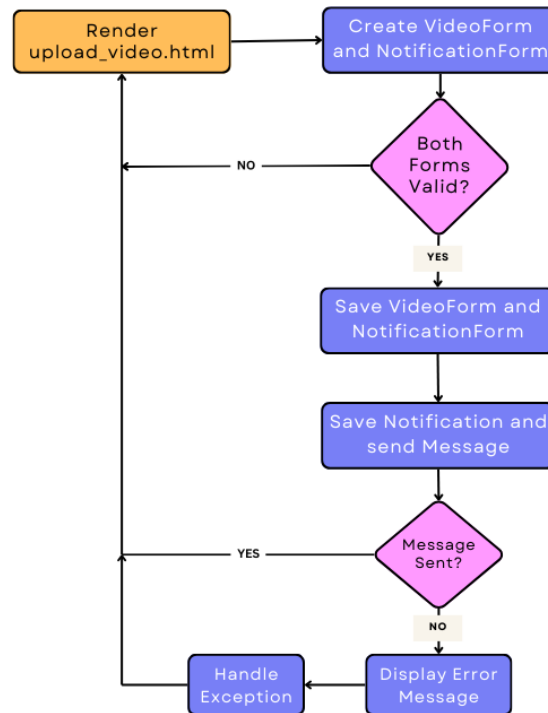 Render
upload_video.html
Create VideoForm
and NotificationForm
Both
Forms
Valid?
NO
YES
Save VideoForm and
NotificationForm
Save Notification and
send Message
Message
Sent?
YES
NO
Handle
Exception
Display Error
Message